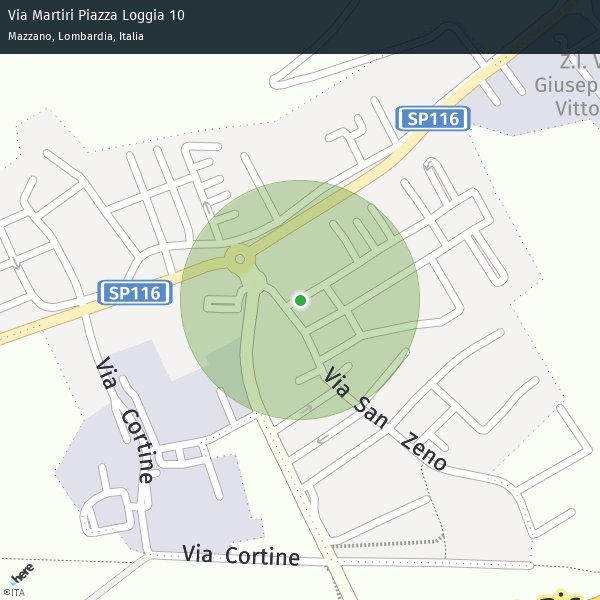 Via Martiri Piazza Loggia 10
Mazzano, Lombardia, Italia
Z.I. V
Giusep
Vitto
SP116
SP116
Via Cortine
Via San Zeno
Via Cortine
here
©ITA